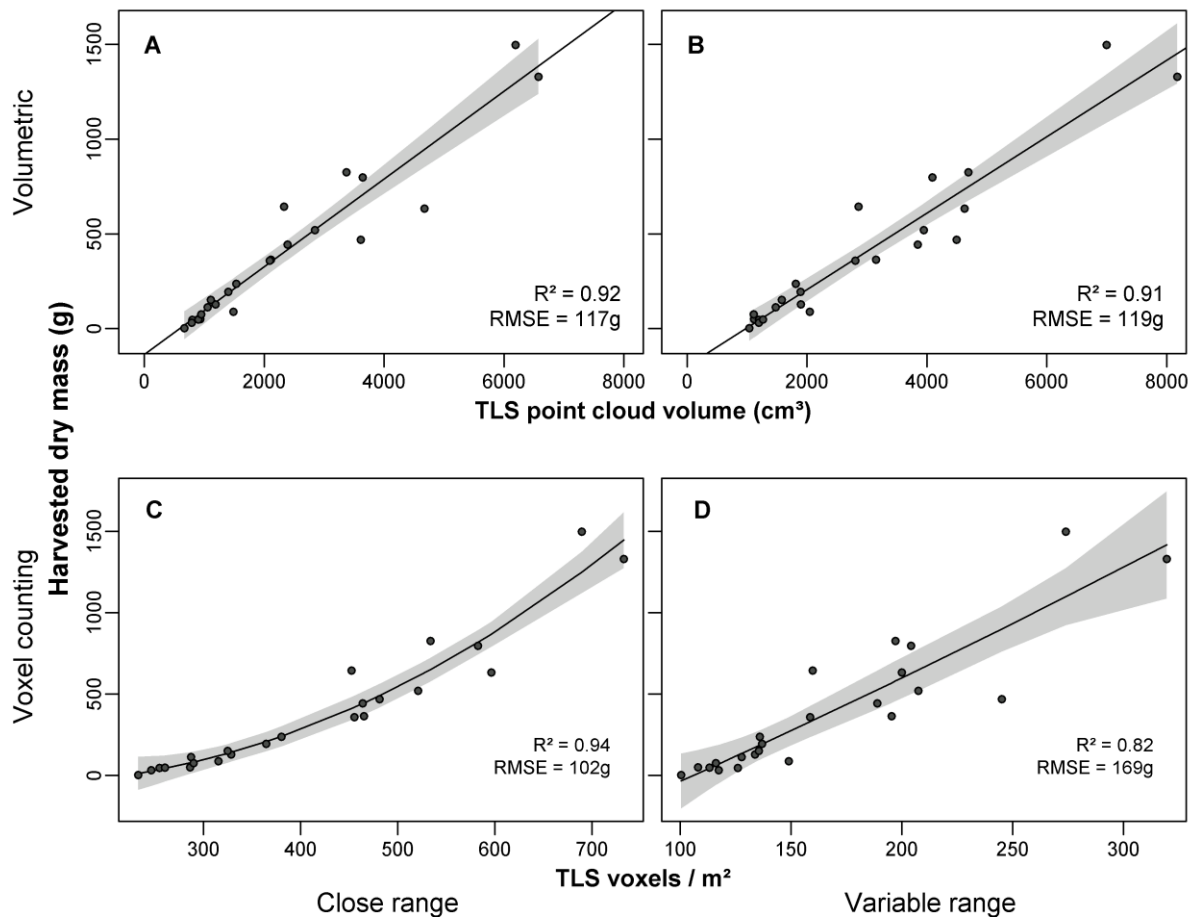 A
B
Volumetric
1500
1000
500
0
R² = 0.92
RMSE = 117g
R² = 0.91
RMSE = 119g
0 2000 4000 6000 8000
0 2000 4000 6000 8000
TLS point cloud volume (cm³)
Harvested dry mass (g)
C
D
Voxel counting
1500
1000
500
0
R² = 0.94
RMSE = 102g
R² = 0.82
RMSE = 169g
300 400 500 600 700
100 150 200 250 300
TLS voxels / m²
Close range
Variable range